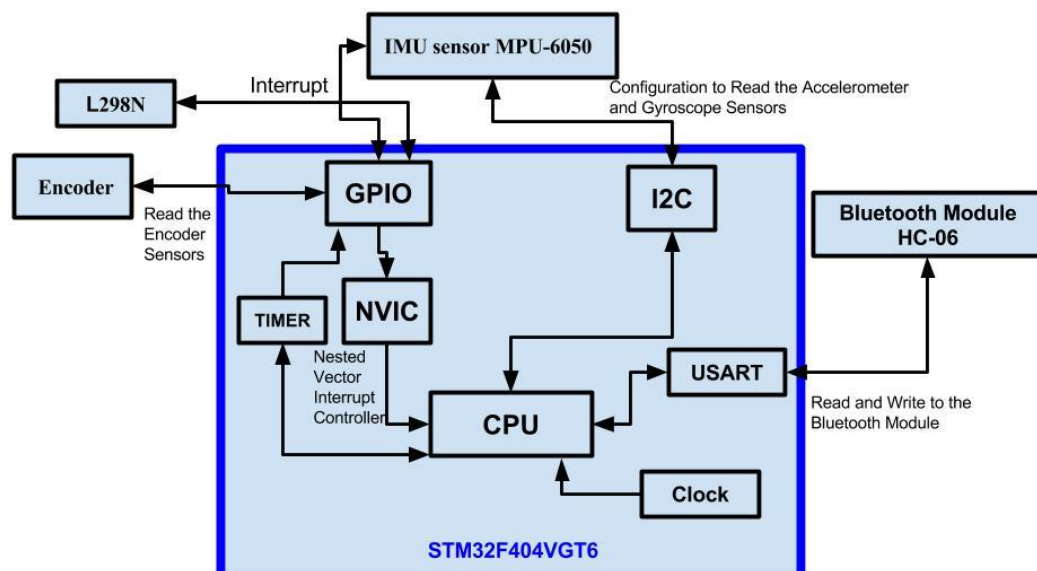 IMU sensor MPU-6050
Interrupt
Configuration to Read the Accelerometer
and Gyroscope Sensors
L298N
Encoder
Read the
Encoder
Sensors
GPIO
I2C
Bluetooth Module
HC-06
TIMER
NVIC
Nested
Vector
Interrupt
Controller
USART
CPU
Read and Write to the
Bluetooth Module
Clock
STM32F404VGT6